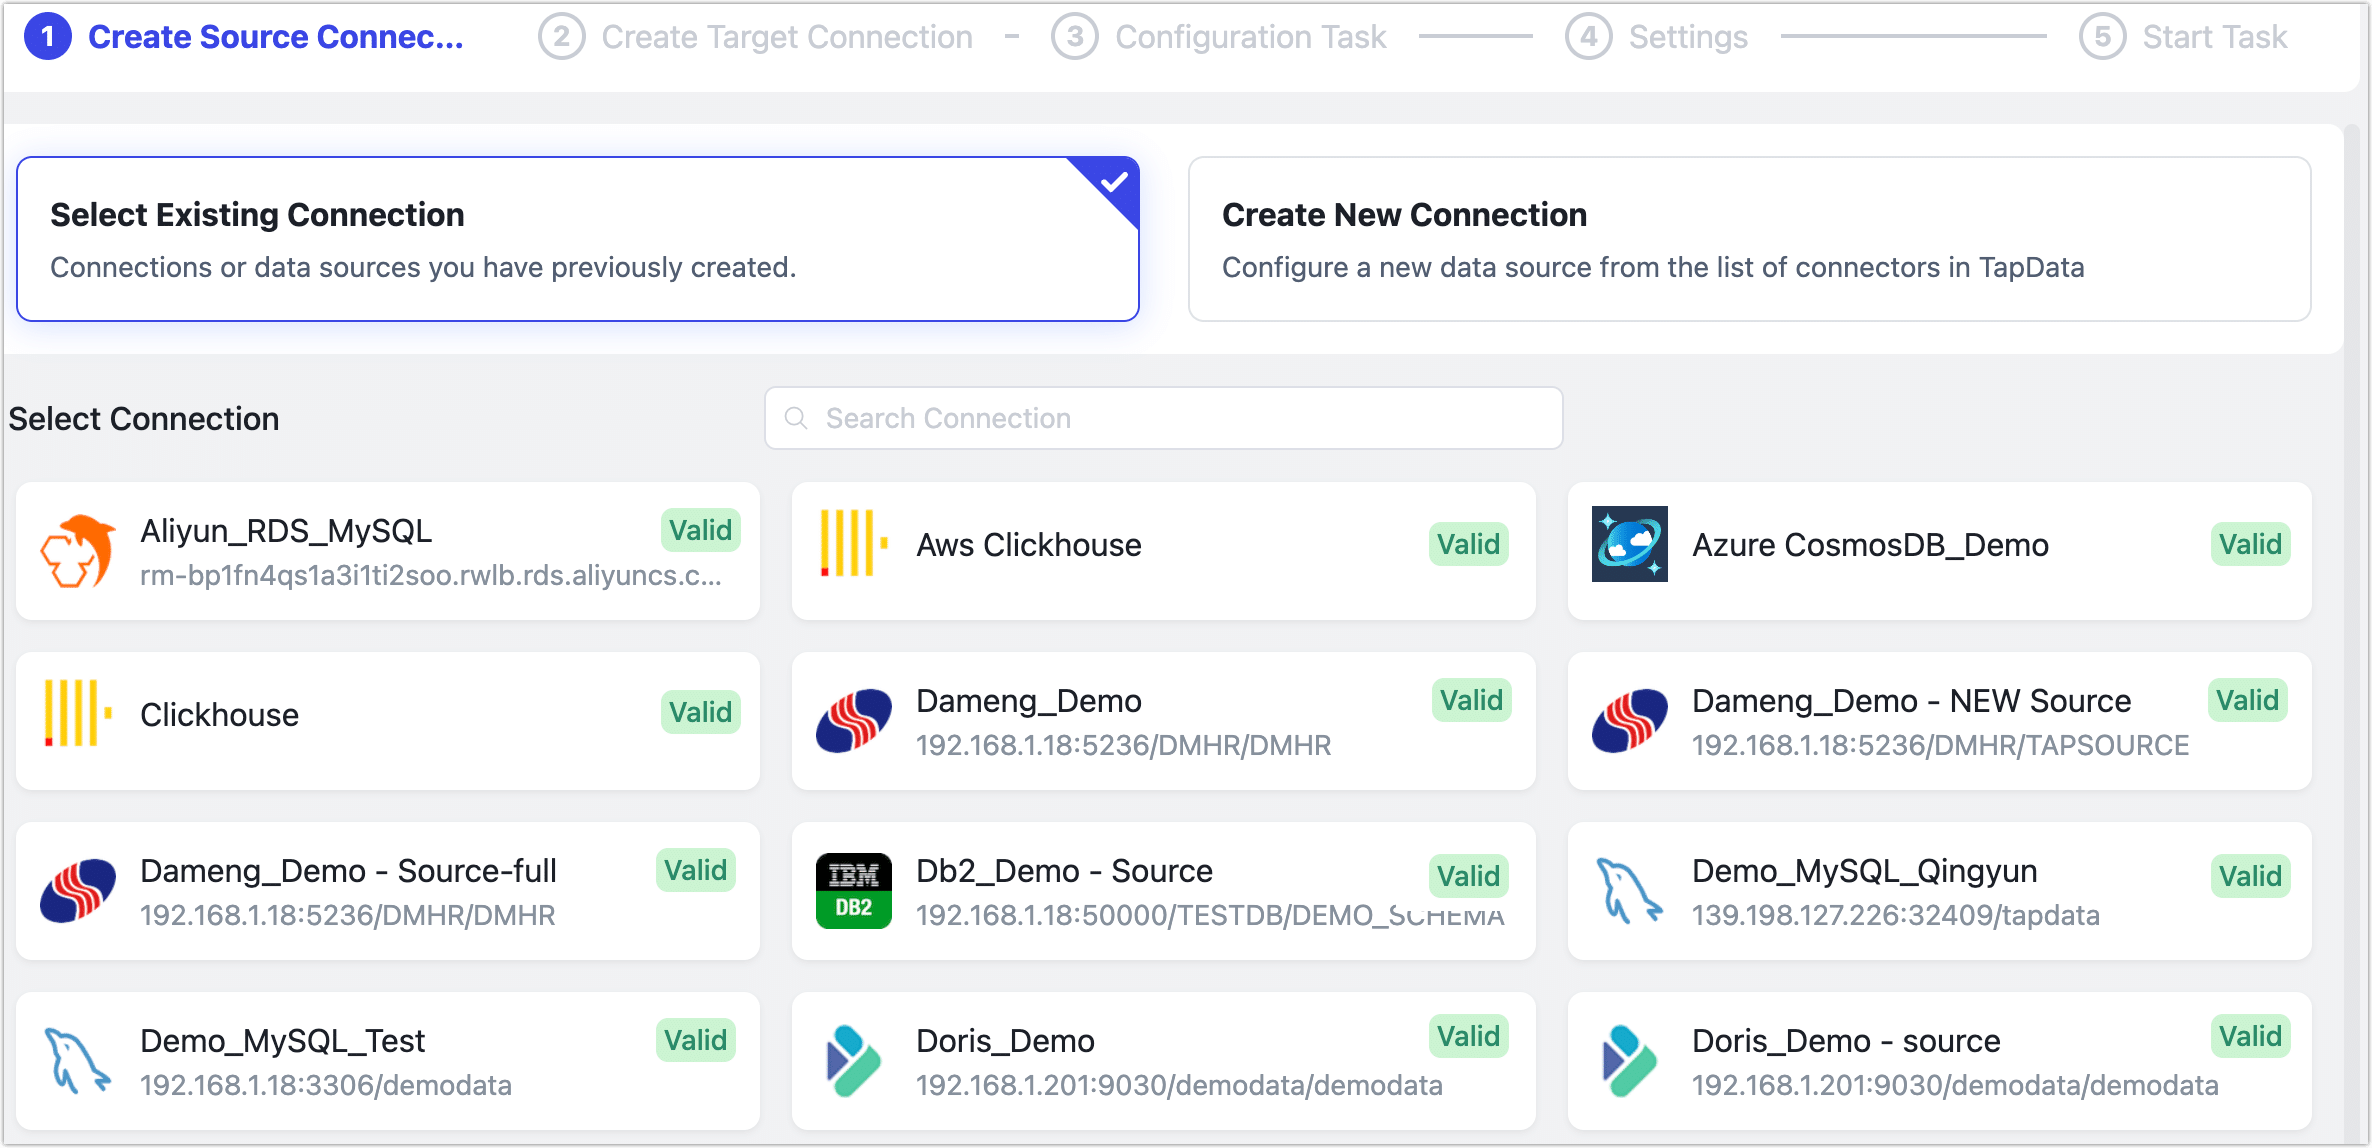 1 Create Source Connec... 2 Create Target Connection 3 Configuration Task 4 Settings 5 Start Task
Select Existing Connection
Connections or data sources you have previously created.
Create New Connection
Configure a new data source from the list of connectors in TapData
Select Connection
Search Connection
Aliyun_RDS_MySQL Valid
rm-bp1fn4qs1a3i1ti2soo.rwlb.rds.aliyuncs.c...
Aws Clickhouse Valid
Azure CosmosDB_Demo Valid
Clickhouse Valid
Dameng_Demo Valid
192.168.1.18:5236/DMHR/DMHR
Dameng_Demo - NEW Source Valid
192.168.1.18:5236/DMHR/TAPSOURCE
Dameng_Demo - Source-full Valid
192.168.1.18:5236/DMHR/DMHR
IBM
DB2
Db2_Demo - Source Valid
192.168.1.18:50000/TESTDB/DEMO_SCHEMA
Demo_MySQL_Qingyun Valid
139.198.127.226:32409/tapdata
Demo_MySQL_Test Valid
192.168.1.18:3306/demodata
Doris_Demo Valid
192.168.1.201:9030/demodata/demodata
Doris_Demo - source Valid
192.168.1.201:9030/demodata/demodata